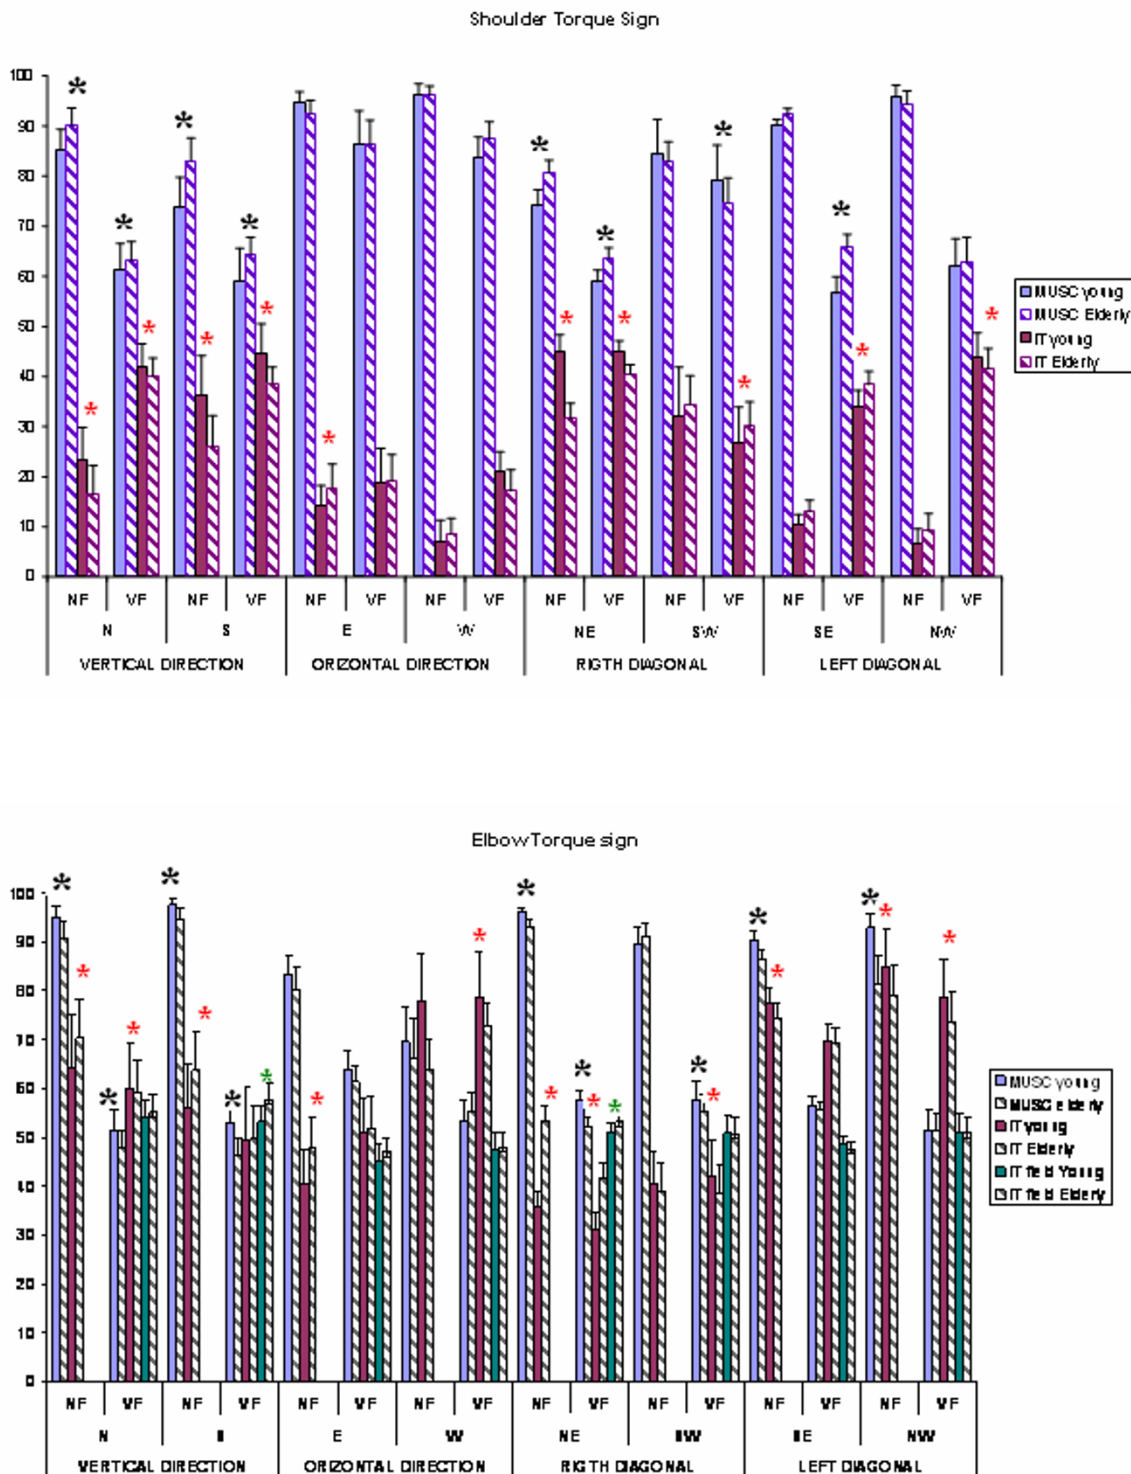 Shoulder Torque Sign
100
90
80
70
60
50
40
30
20
10
0
MUSC young
MUSC Elderly
IT young
IT Elderly
NF VF NF VF NF VF NF VF NF VF NF VF NF VF NF VF
N S E W NE SW SE NW
VERTICAL DIRECTION ORIZONTAL DIRECTION RIGTH DIAGONAL LEFT DIAGONAL
Elbow Torque sign
100
90
80
70
60
50
40
30
20
10
0
MUSC young
MUSC elderly
IT young
IT Elderly
IT field Young
IT field Elderly
NF VF NF VF NF VF NF VF NF VF NF VF NF VF NF VF
N E W NE NW
VERTICAL DIRECTION ORIZONTAL DIRECTION RIGTH DIAGONAL LEFT DIAGONAL